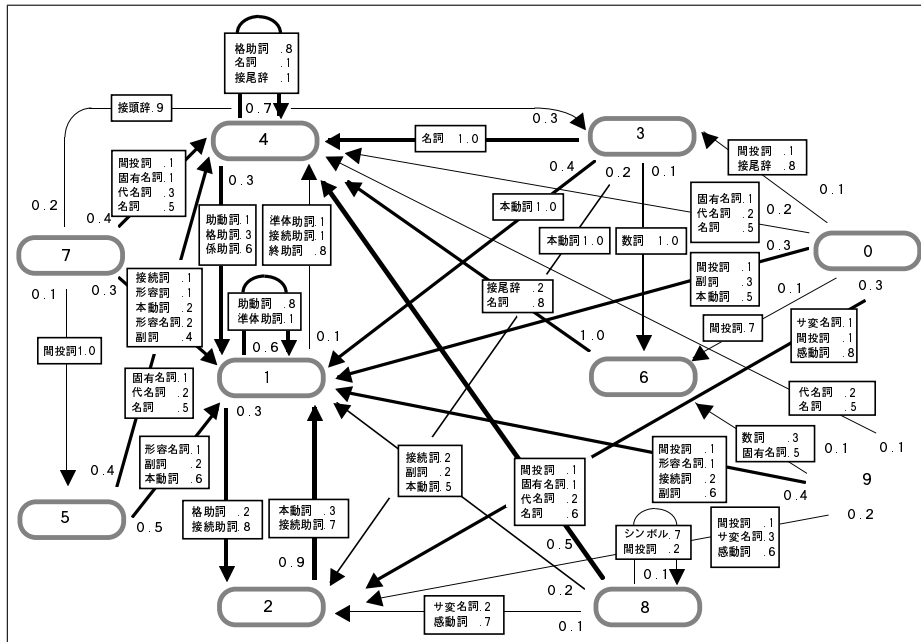 格助詞 .8
名詞 .1
接尾辞 .1
接頭辞.9
0.7
0.3
4
3
名詞 1.0
間投詞 .1
接尾辞 .8
間投詞 .1
固有名詞.1
代名詞 .3
名詞 .5
0.3
0.4
0.2
0.1
0.1
固有名詞.1
代名詞 .2
名詞 .5
0.2
0.2
0.4
助動詞.1
格助詞.3
係助詞.6
準体助詞.1
接続助詞.1
終助詞 .8
本動詞1.0
本動詞1.0
数詞 1.0
7
0
0.3
0.1
0.3
接続詞 .1
形容詞 .1
本動詞 .2
形容名詞.2
副詞 .4
助動詞 .8
準体助詞.1
接尾辞 .2
名詞 .8
間投詞 .1
副詞 .3
本動詞 .5
0.1
0.3
間投詞1.0
0.6
0.1
1.0
間投詞.7
サ変名詞.1
間投詞 .1
感動詞 .8
1
6
固有名詞.1
代名詞 .2
名詞 .5
0.3
代名詞 .2
名詞 .5
形容名詞.1
副詞 .2
本動詞 .6
接続詞.2
副詞 .2
本動詞.5
間投詞 .1
固有名詞.1
代名詞 .2
名詞 .6
間投詞 .1
形容名詞.1
接続詞 .2
副詞 .6
数詞 .3
固有名詞.5
0.1
0.1
0.4
9
0.4
5
0.5
格助詞 .2
接続助詞.8
本動詞 .3
接続助詞.7
0.9
0.5
シンボル.7
間投詞 .2
間投詞 .1
サ変名詞.3
感動詞 .6
0.2
0.1
0.2
2
サ変名詞.2
感動詞 .7
8
0.1